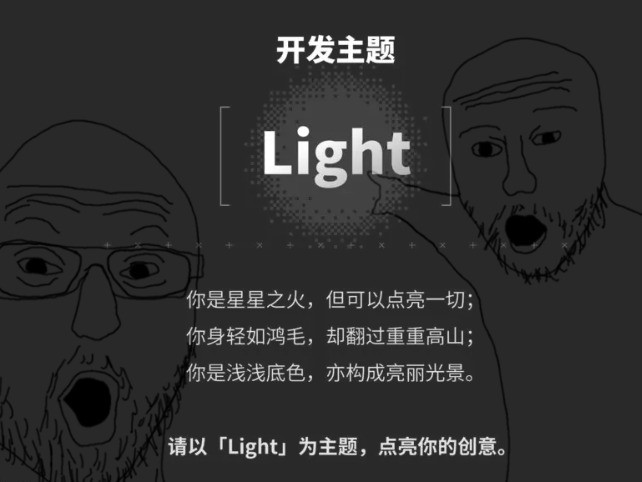 开发主题
Light
你是星星之火，但可以点亮一切；
你身轻如鸿毛，却翻过重重高山；
你是浅浅底色，亦构成亮丽光景。
请以「Light」为主题，点亮你的创意。